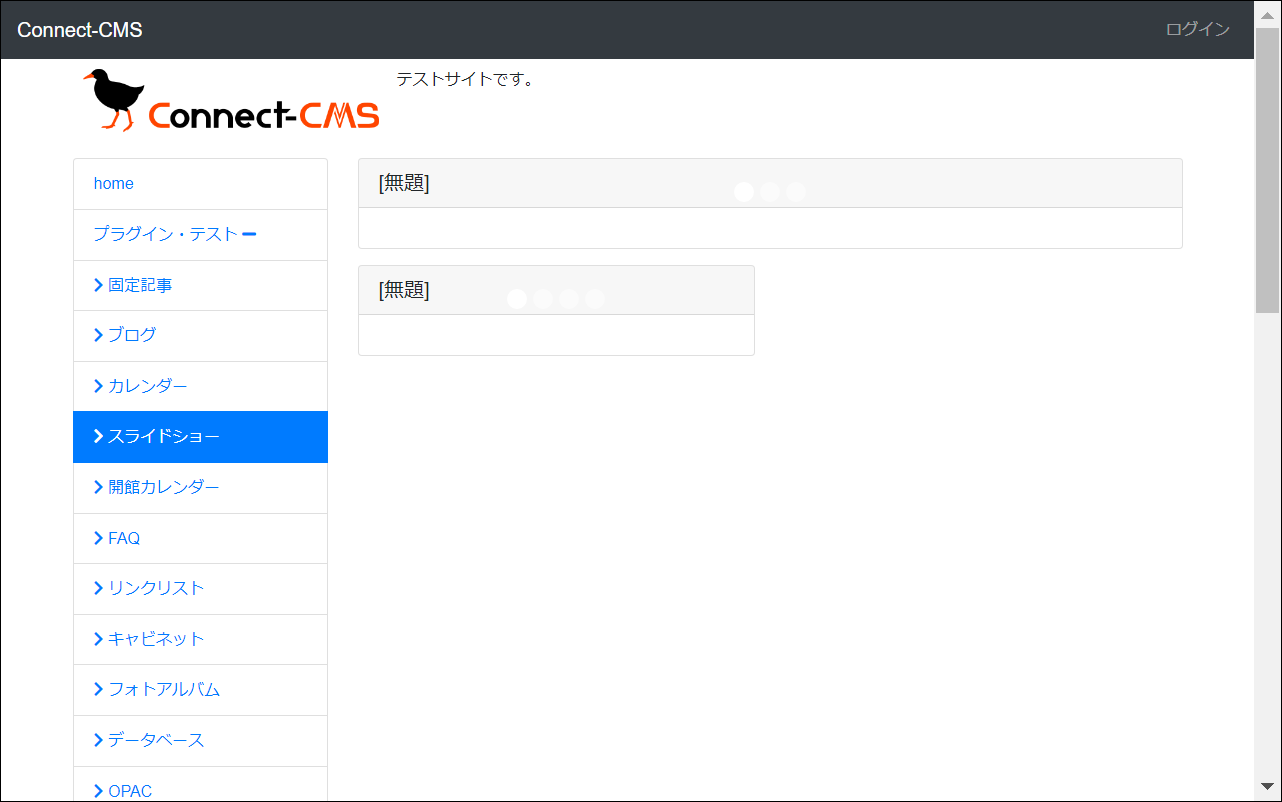 Connect-CMS
ログイン
Connect-CMS
テストサイトです。
home
プラグイン・テスト
固定記事
ブログ
カレンダー
スライドショー
開館カレンダー
FAQ
リンクリスト
キャビネット
フォトアルバム
データベース
OPAC
[無題]
[無題]